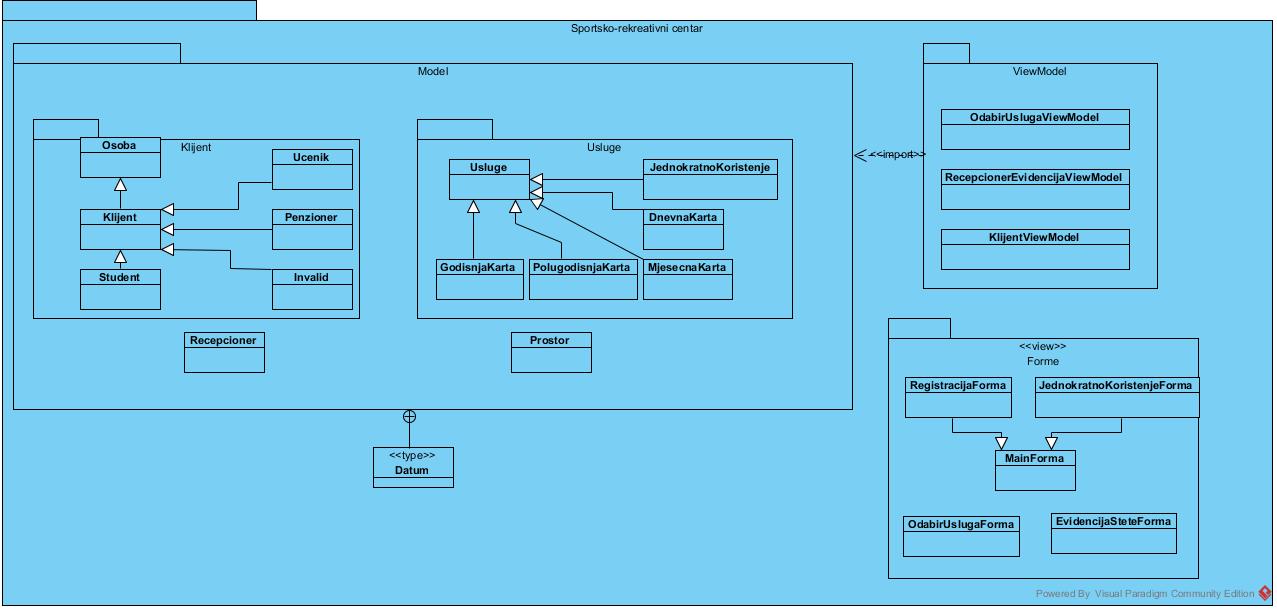 Sportsko-rekreativni centar
Model
Klijent
Osoba
Ucenik
Klijent
Penzioner
Student
Invalid
Recepcioner
Usluge
Usluge
JednokratnoKoristenje
DnevnaKarta
GodisnjaKarta
PolugodisnjaKarta
MjesecnaKarta
Prostor
<<type>>
Datum
<<import>>
ViewModel
OdabirUslugaViewModel
RecepcionerEvidencijaViewModel
KlijentViewModel
<<view>>
Forme
RegistracijaForma
JednokratnoKoristenjeForma
MainForma
OdabirUslugaForma
EvidencijaSteteForma
Powered By Visual Paradigm Community Edition